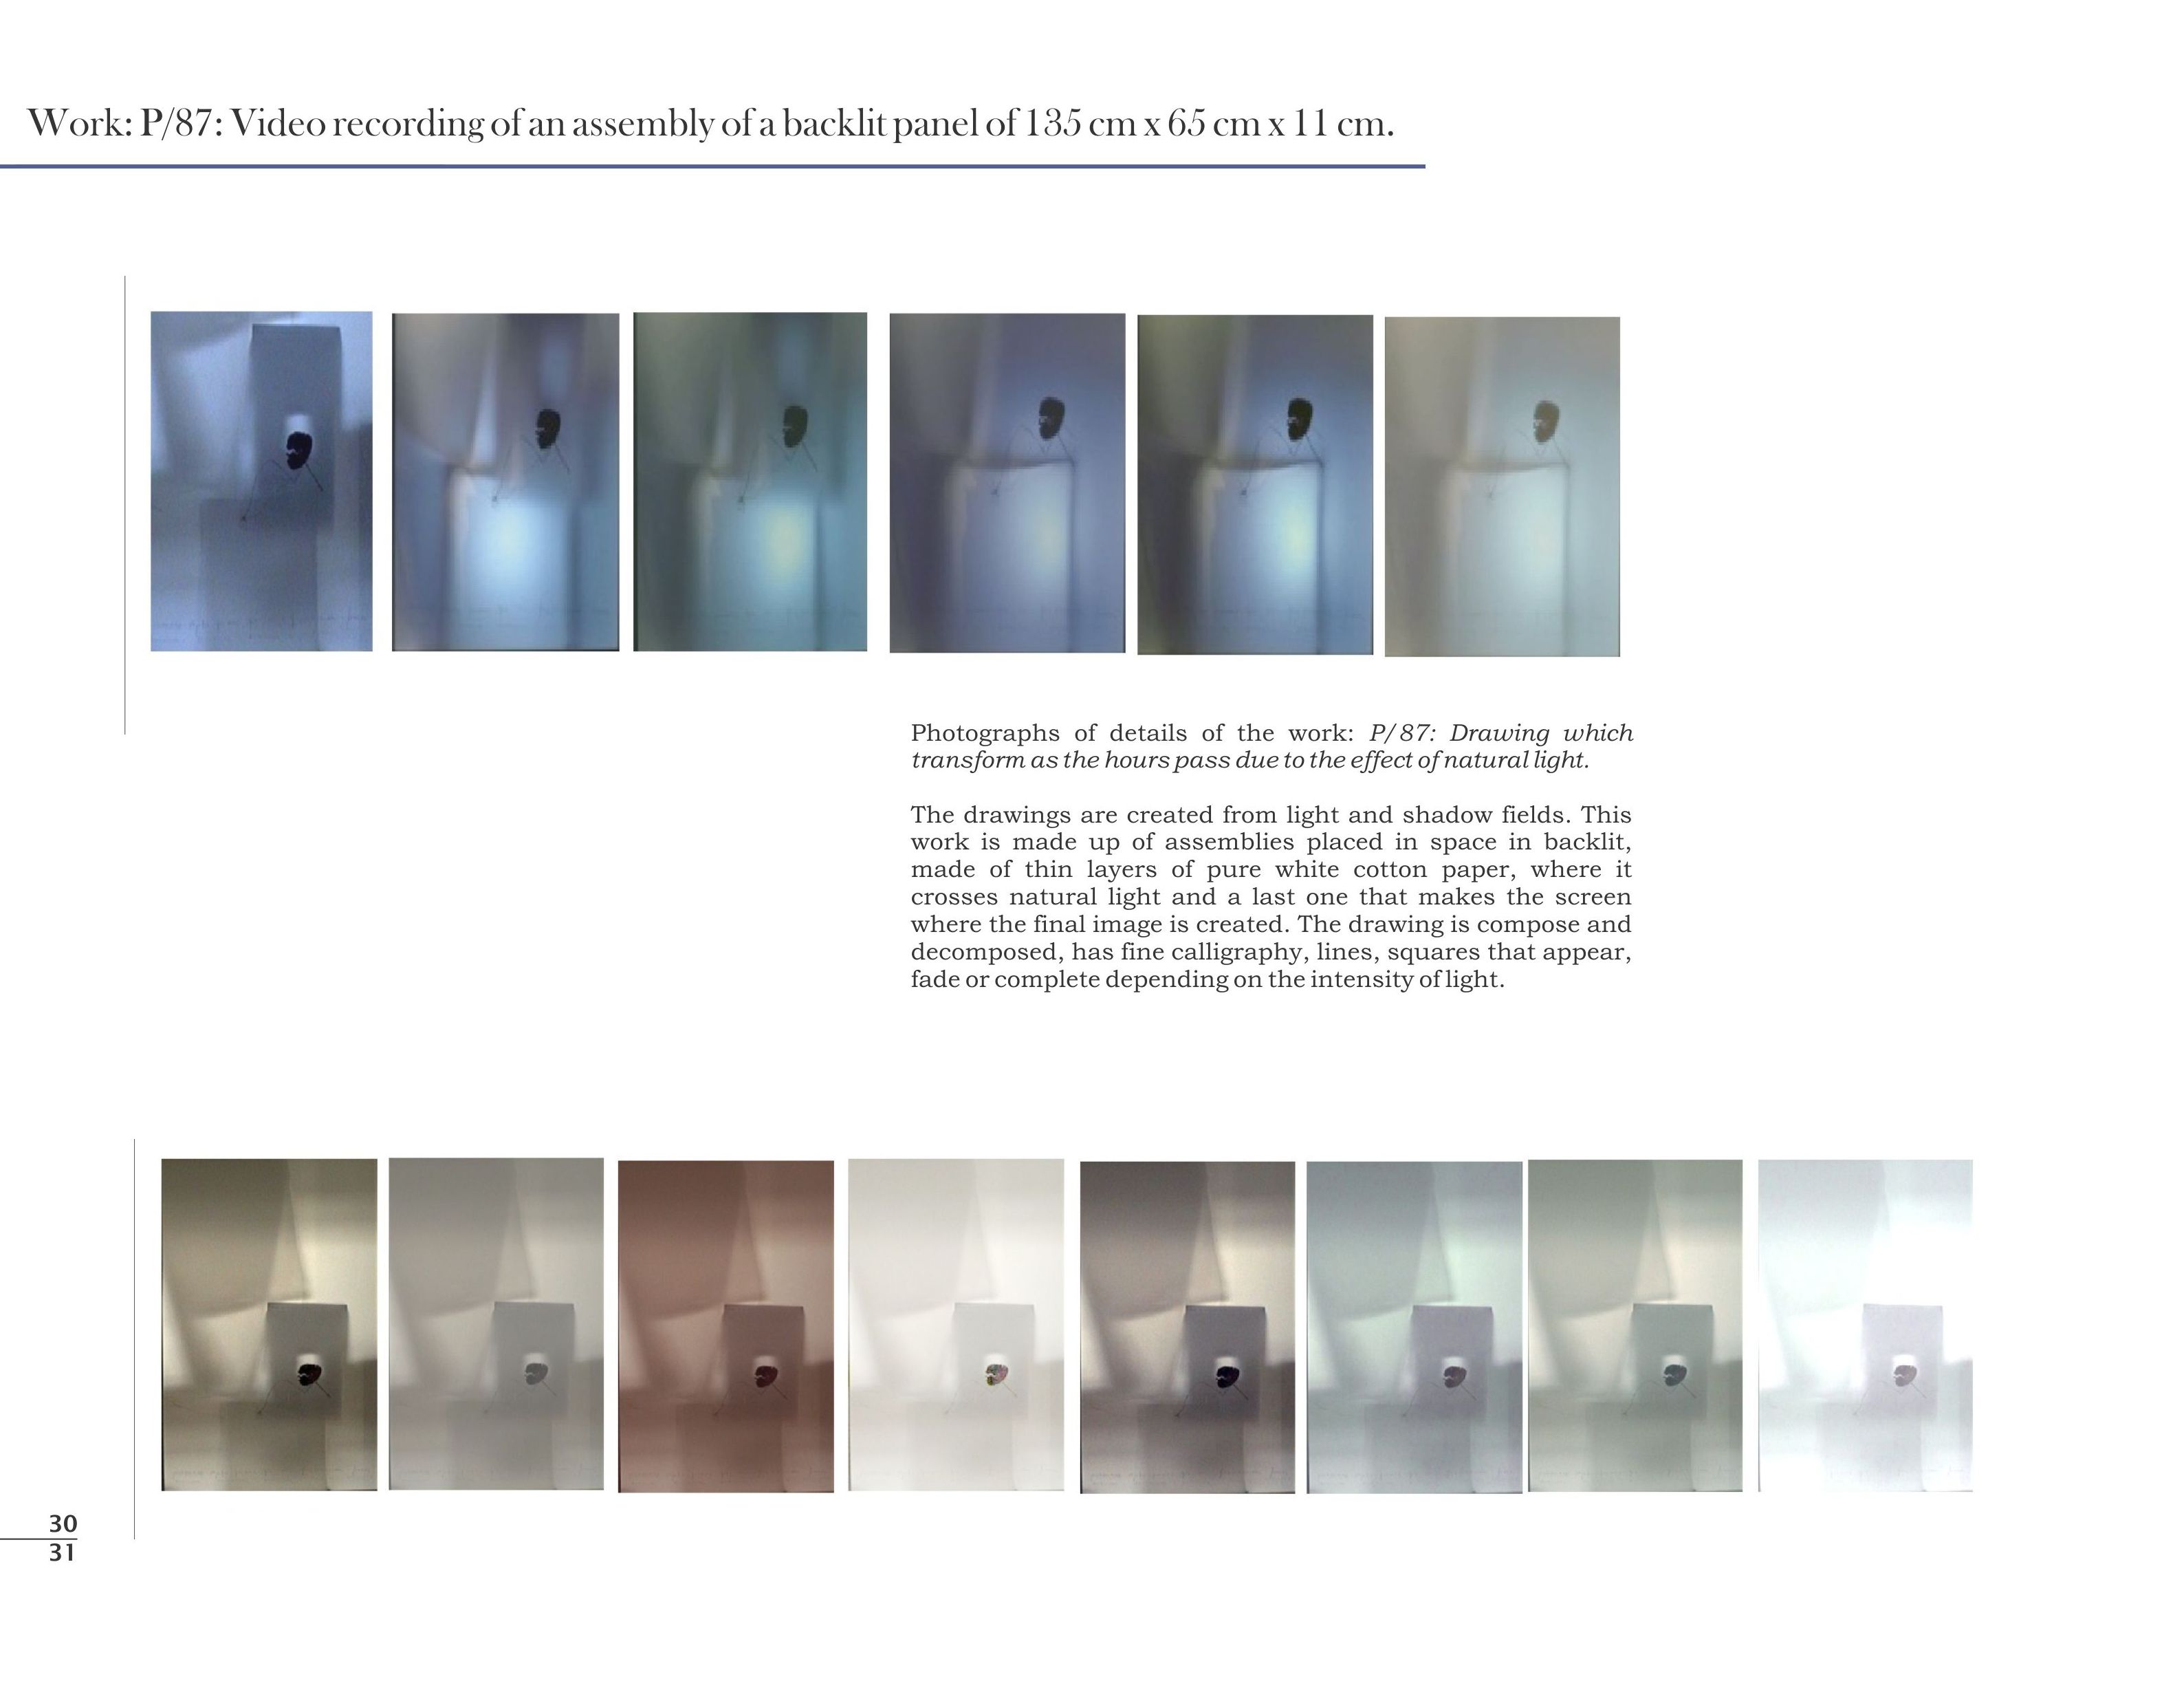 Work: P/87: Video recording of an assembly of a backlit panel of 135 cm x 65 cm x 11 cm.
Photographs of details of the work: P/87: Drawing which
transform as the hours pass due to the effect of natural light.
The drawings are created from light and shadow fields. This
work is made up of assemblies placed in space in backlit,
made of thin layers of pure white cotton paper, where it
crosses natural light and a last one that makes the screen
where the final image is created. The drawing is compose and
decomposed, has fine calligraphy, lines, squares that appear,
fade or complete depending on the intensity of light.
30
31